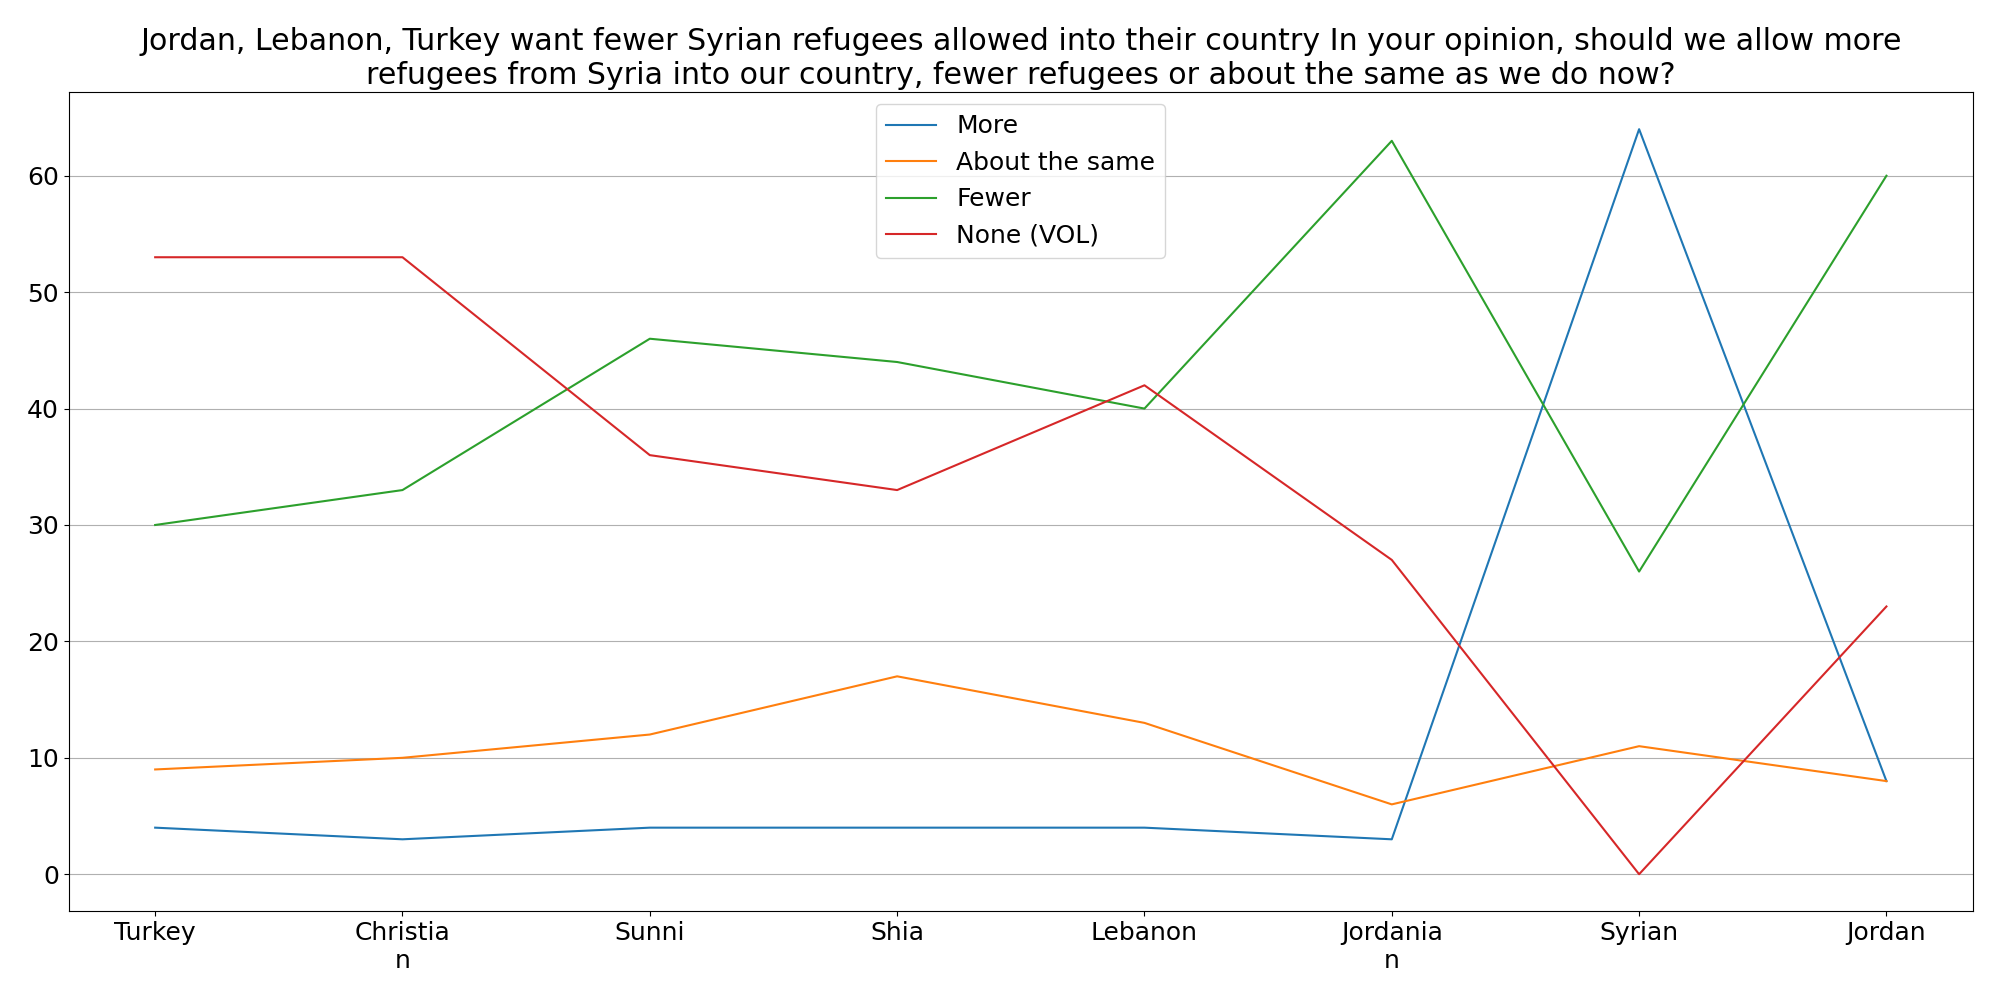 Jordan, Lebanon, Turkey want fewer Syrian refugees allowed into their country In your opinion, should we allow more
refugees from Syria into our country, fewer refugees or about the same as we do now?
More
About the same
Fewer
None (VOL)
60
50
40
30
20
10
0
Turkey
Christia
n
Sunni
Shia
Lebanon
Jordania
n
Syrian
Jordan